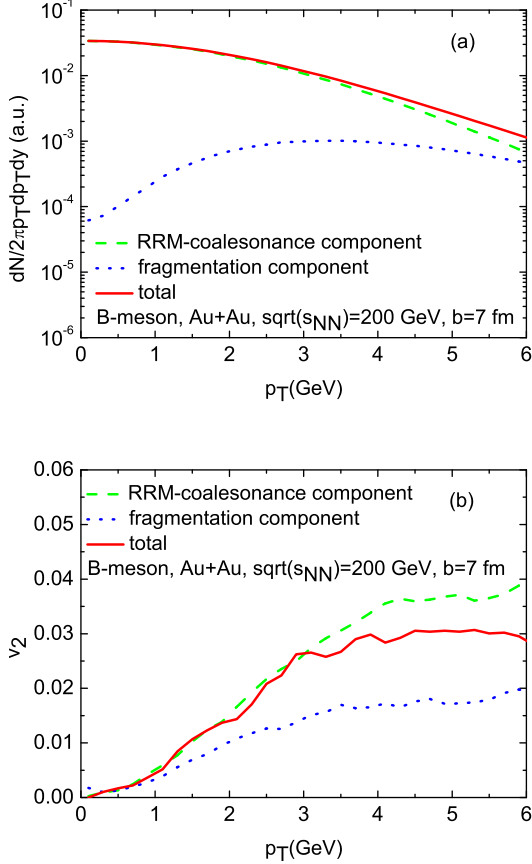 10⁻¹
(a)
10⁻²
10⁻³
10⁻⁴
10⁻⁵
10⁻⁶
dN/2πp_Tdp_Tdy (a.u.)
RRM-coalesonance component
fragmentation component
total
B-meson, Au+Au, sqrt(s_NN)=200 GeV, b=7 fm
0 1 2 3 4 5 6
p_T(GeV)
0.06
0.05
0.04
0.03
0.02
0.01
0.00
v₂
RRM-coalesonance component
(b)
fragmentation component
total
B-meson, Au+Au, sqrt(s_NN)=200 GeV, b=7 fm
0 1 2 3 4 5 6
p_T(GeV)